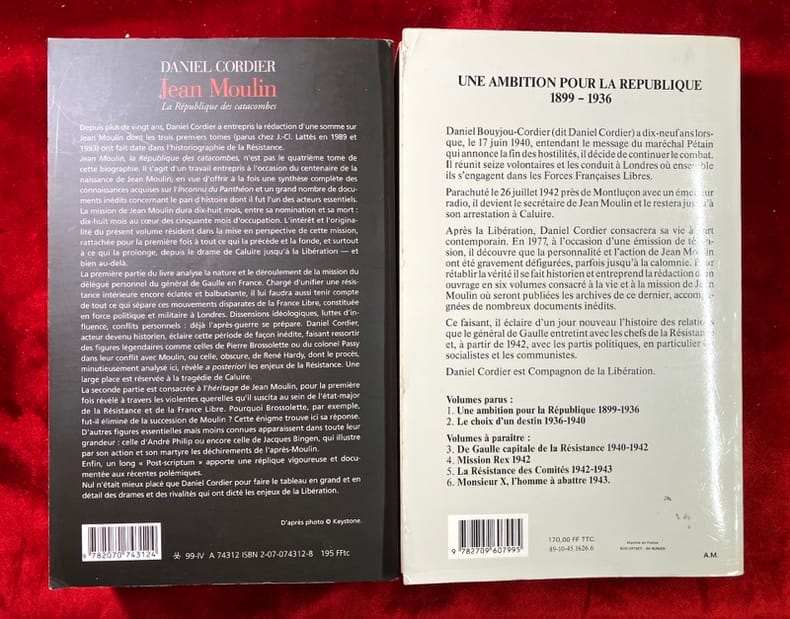 DANIEL CORDIER
Jean Moulin
La République des catacombes
Depuis plus de vingt ans, Daniel Cordier a entrepris la rédaction d'une somme sur
Jean Moulin dont les trois premiers tomes (parus chez J.-Cl. Lattès en 1989 et
1993) ont fait date dans l'historiographie de la Résistance.
Jean Moulin, la République des catacombes, n'est pas le quatrième tome de
cette biographie. Il s'agit d'un travail entrepris à l'occasion du centenaire de la
naissance de Jean Moulin, en vue d'offrir à la fois une synthèse complète des
connaissances acquises sur l'Inconnu du Panthéon et un grand nombre de docu-
ments inédits concernant le pan d'histoire dont il fut l'un des acteurs essentiels.
La mission de Jean Moulin dura dix-huit mois, entre sa nomination et sa mort :
dix-huit mois au cœur des cinquante mois d'occupation. L'intérêt et l'origina-
lité du présent volume résident dans la mise en perspective de cette mission,
rattachée pour la première fois à tout ce qui la précède et la fonde, et surtout
à ce qui la prolonge, depuis le drame de Caluire jusqu'à la Libération — et
bien au-delà.
La première partie du livre analyse la nature et le déroulement de la mission du
délégué personnel du général de Gaulle en France. Chargé d'unifier une résis-
tance intérieure encore éclatée et balbutiante, il lui faudra aussi tenir compte
de tout ce qui sépare ces mouvements disparates de la France Libre, constituée
en force politique et militaire à Londres. Dissensions idéologiques, luttes d'in-
fluence, conflits personnels : déjà l'après-guerre se prépare. Daniel Cordier,
acteur devenu historien, éclaire cette période de façon inédite, faisant ressortir
des figures légendaires comme celles de Pierre Brossolette ou du colonel Passy
dans leur conflit avec Moulin, ou celle, obscure, de René Hardy, dont le procès,
minutieusement analysé ici, révèle a posteriori les enjeux de la Résistance. Une
large place est réservée à la tragédie de Caluire.
La seconde partie est consacrée à l'héritage de Jean Moulin, pour la première
fois révélé à travers les violentes querelles qu'il suscita au sein de l'état-major
de la Résistance et de la France Libre. Pourquoi Brossolette, par exemple,
fut-il éliminé de la succession de Moulin ? Cette énigme trouve ici sa réponse.
D'autres figures essentielles mais moins connues apparaissent dans toute leur
grandeur : celle d'André Philip ou encore celle de Jacques Bingen, qui illustre
par son action et son martyre les déchirements de l'après-Moulin.
Enfin, un long « Post-scriptum » apporte une réplique vigoureuse et docu-
mentée aux récentes polémiques.
Nul n'était mieux placé que Daniel Cordier pour faire le tableau en grand et en
détail des drames et des rivalités qui ont dicté les enjeux de la Libération.
D'après photo © Keystone.
9 782070 743124
99-IV A 74312 ISBN 2-07-074312-8 195 FFtc
UNE AMBITION POUR LA REPUBLIQUE
1899 – 1936
Daniel Bouyjou-Cordier (dit Daniel Cordier) a dix-neuf ans lors-
que, le 17 juin 1940, entendant le message du maréchal Pétain
qui annonce la fin des hostilités, il décide de continuer le combat.
Il réunit seize volontaires et les conduit à Londres où ensemble
ils s'engagent dans les Forces Françaises Libres.
Parachuté le 26 juillet 1942 près de Montluçon avec un émetteur
radio, il devient le secrétaire de Jean Moulin et le restera jusqu'à
son arrestation à Caluire.
Après la Libération, Daniel Cordier consacrera sa vie à l'art
contemporain. En 1977, à l'occasion d'une émission de télévi-
sion, il découvre que la personnalité et l'action de Jean Moulin
ont été gravement défigurées, parfois jusqu'à la calomnie. Pour
rétablir la vérité il se fait historien et entreprend la rédaction d'un
ouvrage en six volumes consacré à la vie et à la mission de Jean
Moulin où seront publiées les archives de ce dernier, accompa-
gnées de nombreux documents inédits.
Ce faisant, il éclaire d'un jour nouveau l'histoire des relations
que le général de Gaulle entretint avec les chefs de la Résistance
et, à partir de 1942, avec les partis politiques, en particulier les
socialistes et les communistes.
Daniel Cordier est Compagnon de la Libération.
Volumes parus :
1. Une ambition pour la République 1899-1936
2. Le choix d'un destin 1936-1940
Volumes à paraître :
3. De Gaulle capitale de la Résistance 1940-1942
4. Mission Rex 1942
5. La Résistance des Comités 1942-1943
6. Monsieur X, l'homme à abattre 1943.
9 782709 607995
170,00 FF TTC.
89-10-45.1626.6
Imprimé en France
A.M.